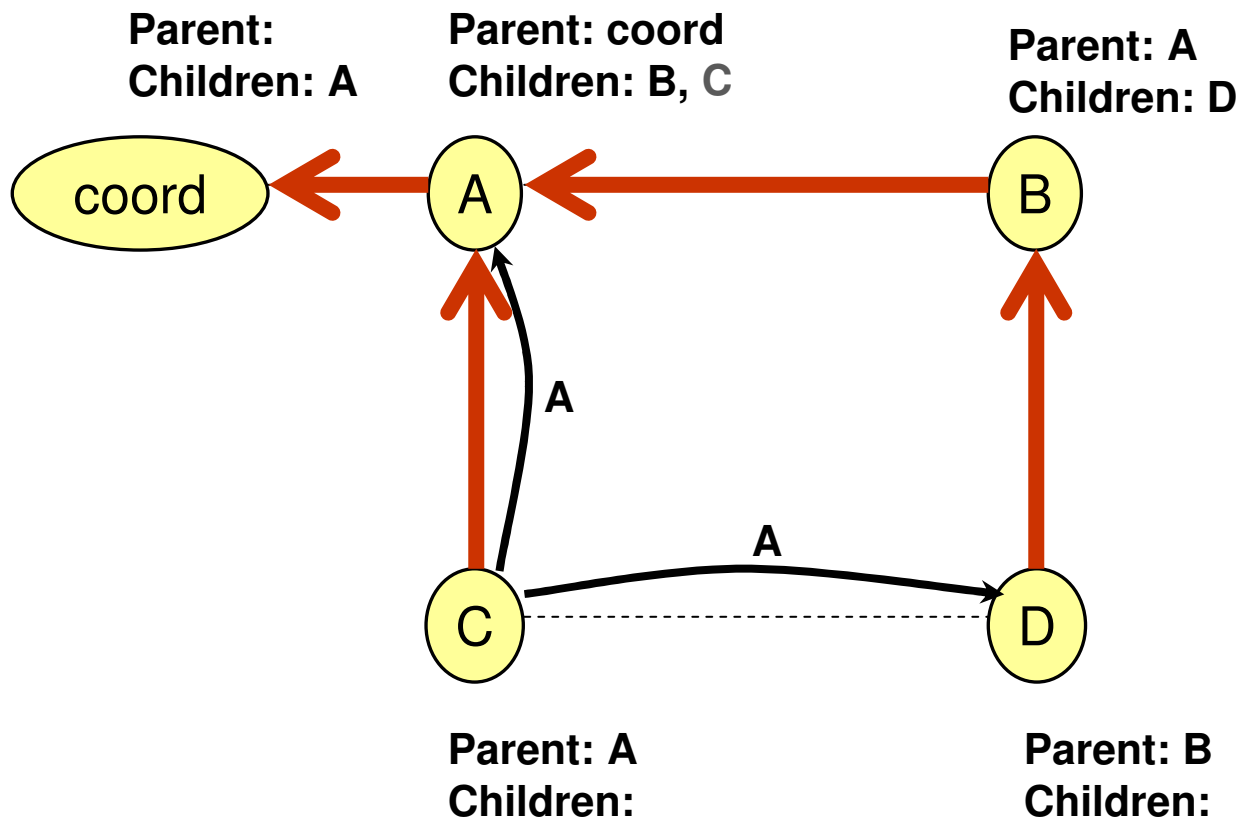 Parent:
Children: A
Parent: coord
Children: B, C
Parent: A
Children: D
coord
A
B
A
A
C
D
Parent: A
Children:
Parent: B
Children: